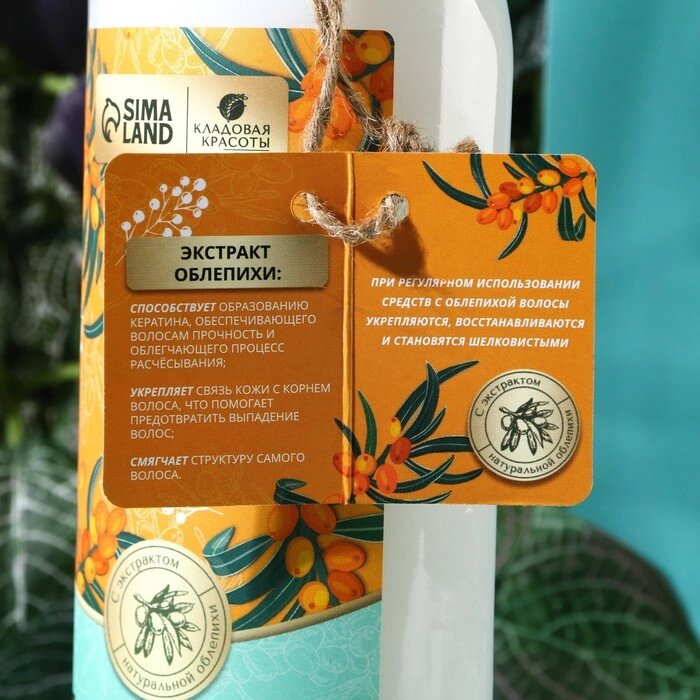 SIMA
LAND
КЛАДОВАЯ
КРАСОТЫ
ЭКСТРАКТ
ОБЛЕПИХИ:
СПОСОБСТВУЕТ ОБРАЗОВАНИЮ
КЕРАТИНА, ОБЕСПЕЧИВАЮЩЕГО
ВОЛОСАМ ПРОЧНОСТЬ И
ОБЛЕГЧАЮЩЕГО ПРОЦЕСС
РАСЧЁСЫВАНИЯ;
УКРЕПЛЯЕТ СВЯЗЬ КОЖИ С КОРНЕМ
ВОЛОСА, ЧТО ПОМОГАЕТ
ПРЕДОТВРАТИТЬ ВЫПАДЕНИЕ
ВОЛОС;
СМЯГЧАЕТ СТРУКТУРУ САМОГО
ВОЛОСА.
ПРИ РЕГУЛЯРНОМ ИСПОЛЬЗОВАНИИ
СРЕДСТВ С ОБЛЕПИХОЙ ВОЛОСЫ
УКРЕПЛЯЮТСЯ, ВОССТАНАВЛИВАЮТСЯ
И СТАНОВЯТСЯ ШЕЛКОВИСТЫМИ
С экстрактом
натуральной облепихи
С экстрактом
натуральной облепихи